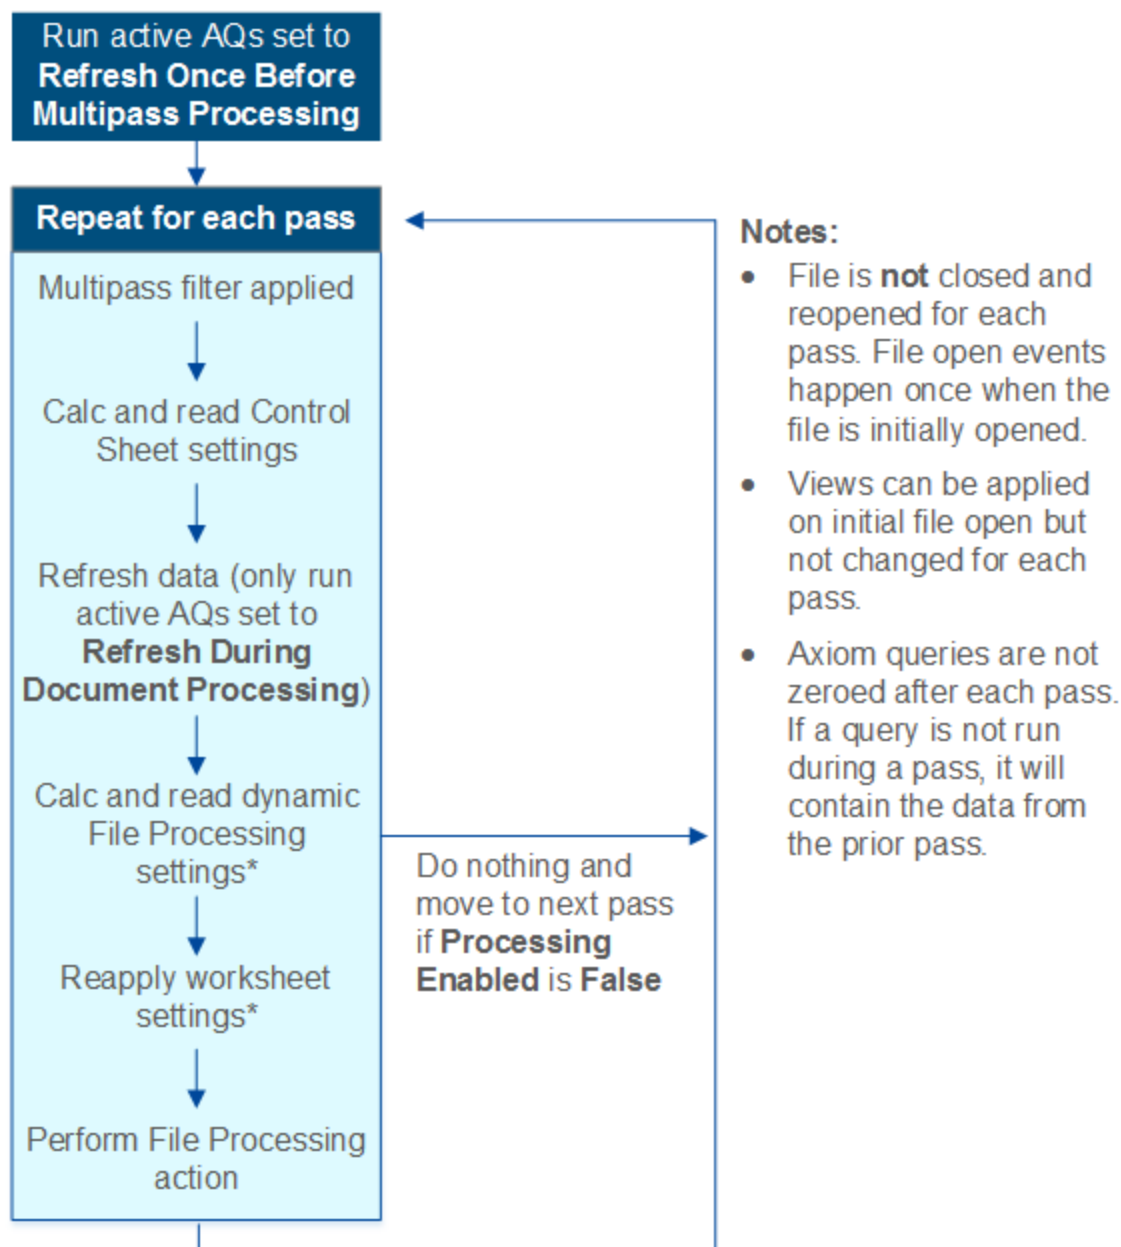 Run active AQs set to
Refresh Once Before
Multipass Processing
Repeat for each pass
Multipass filter applied
Calc and read Control
Sheet settings
Refresh data (only run
active AQs set to
Refresh During
Document Processing)
Calc and read dynamic
File Processing
settings*
Reapply worksheet
settings*
Perform File Processing
action
Do nothing and
move to next pass
if Processing
Enabled is False
Notes:
• File is not closed and
reopened for each
pass. File open events
happen once when the
file is initially opened.
• Views can be applied
on initial file open but
not changed for each
pass.
• Axiom queries are not
zeroed after each pass.
If a query is not run
during a pass, it will
contain the data from
the prior pass.